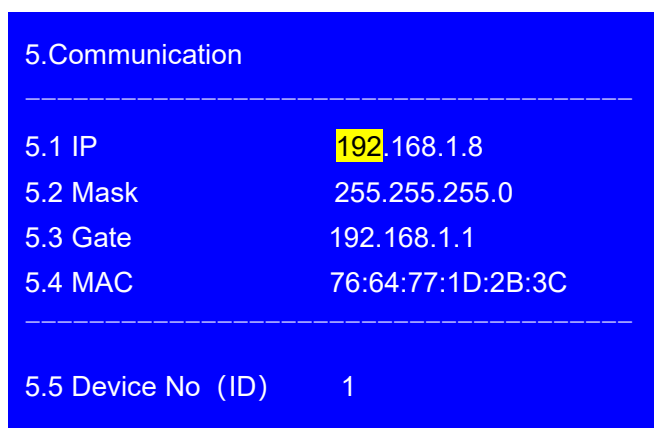 5.Communication
5.1 IP 192.168.1.8
5.2 Mask 255.255.255.0
5.3 Gate 192.168.1.1
5.4 MAC 76:64:77:1D:2B:3C
5.5 Device No（ID） 1